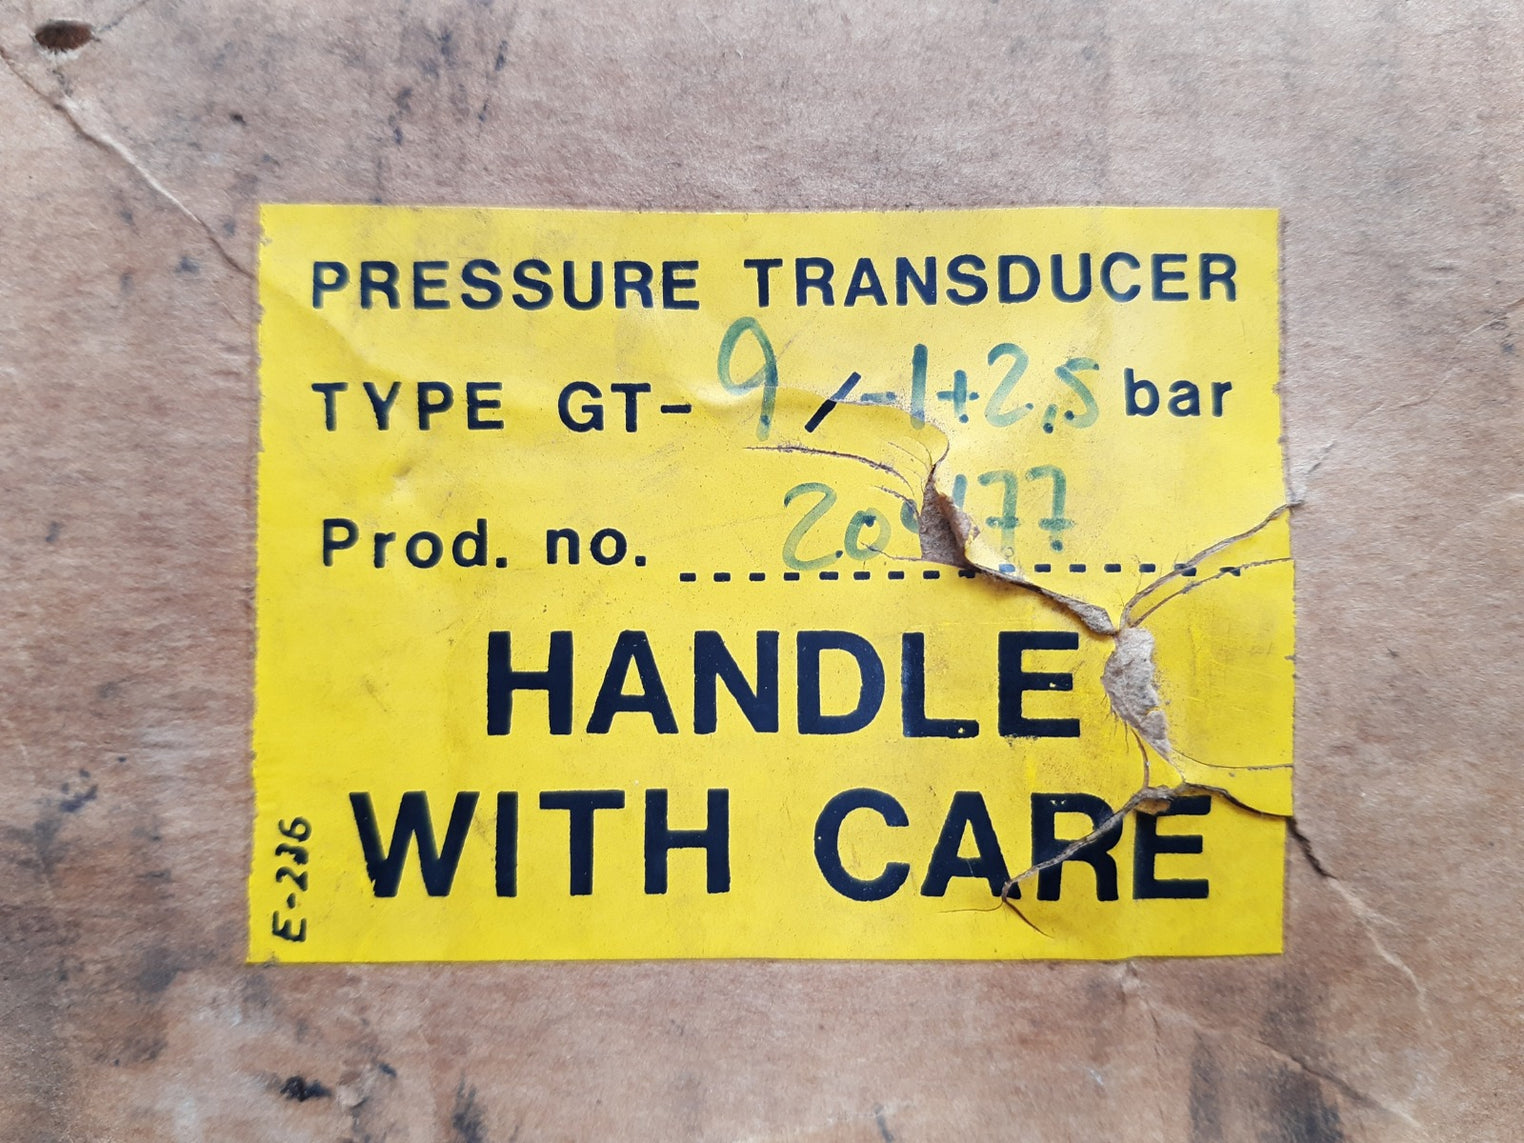 PRESSURE TRANSDUCER
TYPE GT-9/-1+2,5 bar
Prod. no.
HANDLE
WITH CARE
E-236